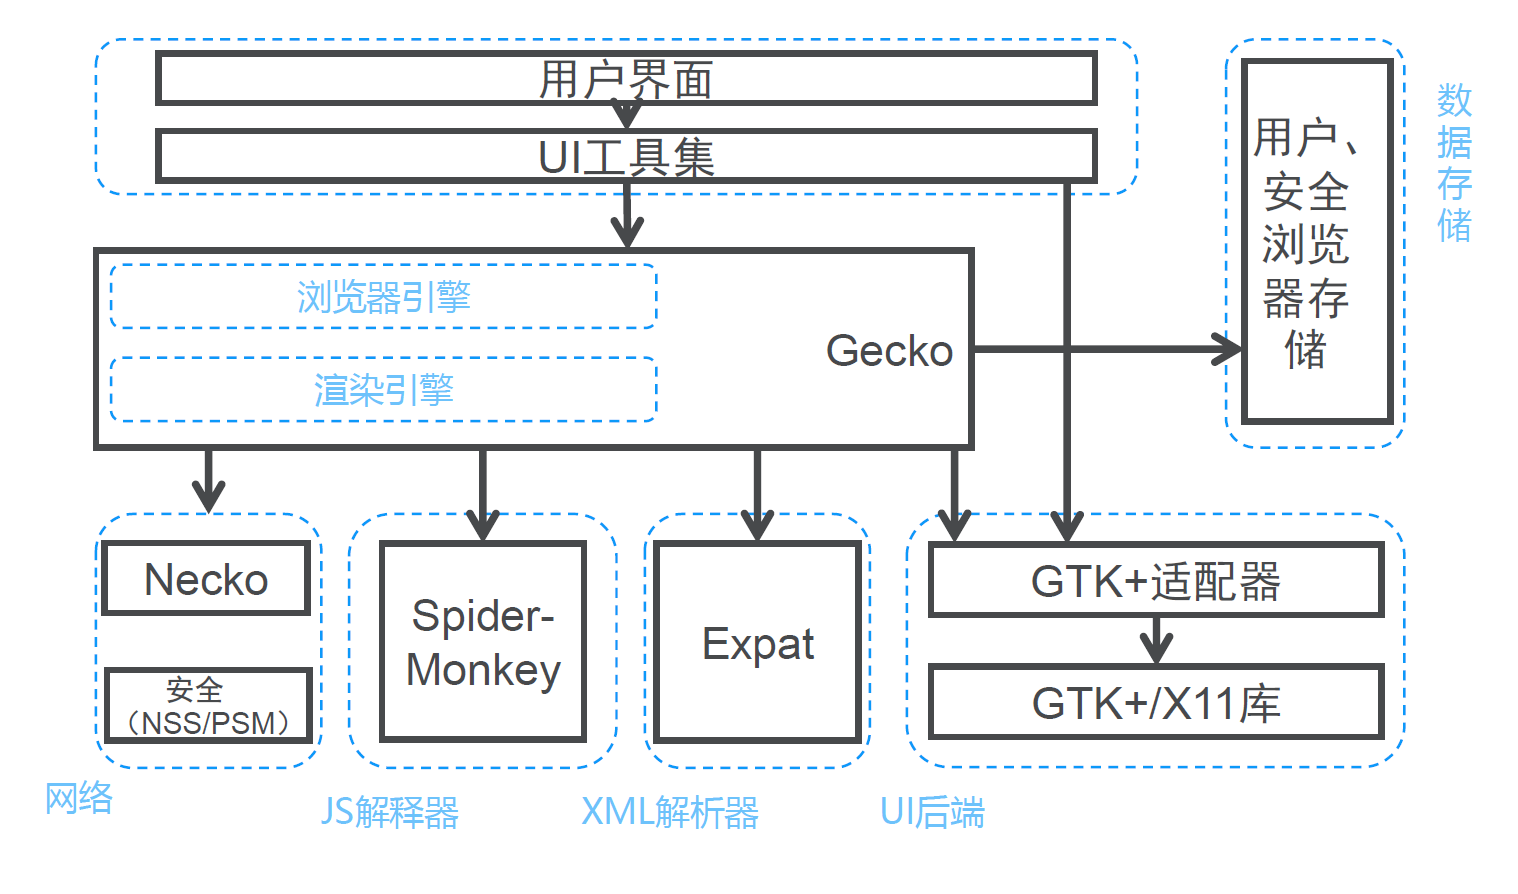 用户界面
UI工具集
用户、
安全
浏览
器存
储
数
据
存
储
浏览器引擎
Gecko
渲染引擎
Necko
安全
（NSS/PSM）
Spider-
Monkey
Expat
GTK+适配器
GTK+/X11库
网络
JS解释器
XML解析器
UI后端